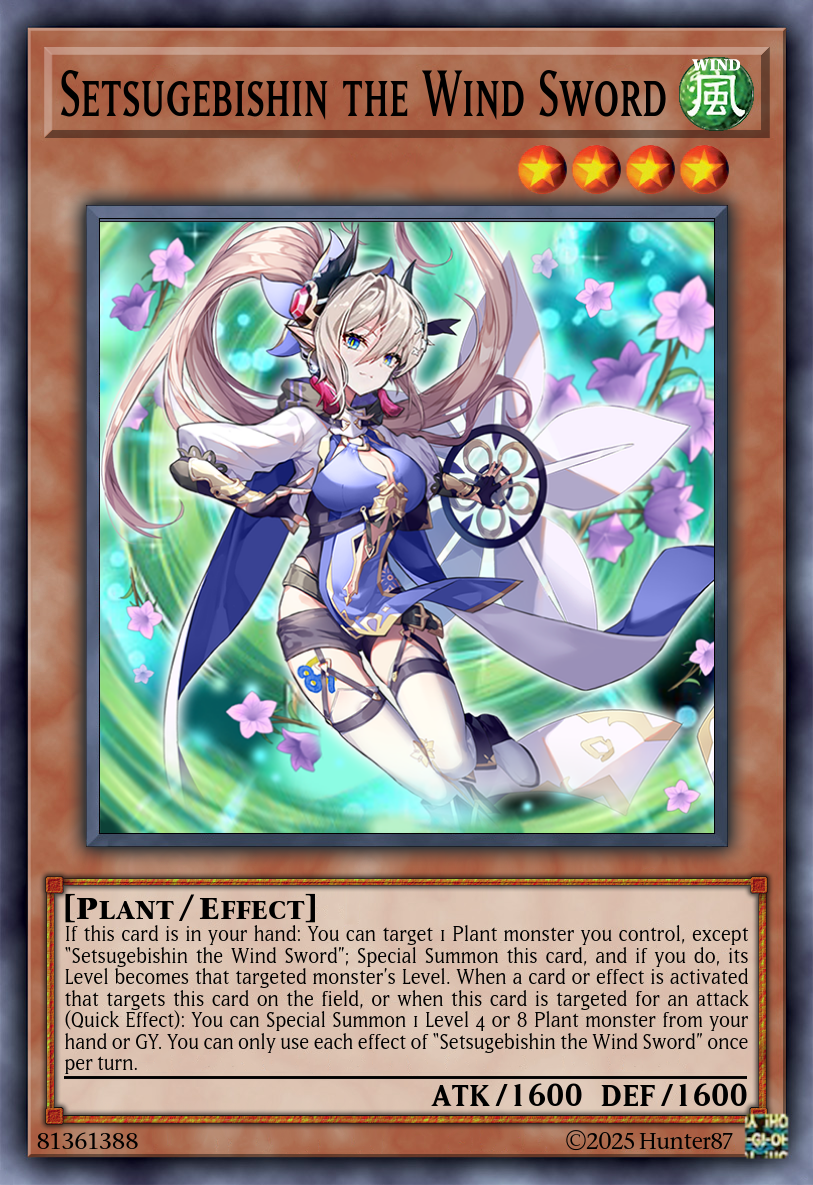 Setsugebishin the Wind Sword
WIND
風
[Plant / Effect]
If this card is in your hand: You can target 1 Plant monster you control, except
"Setsugebishin the Wind Sword"; Special Summon this card, and if you do, its
Level becomes that targeted monster's Level. When a card or effect is activated
that targets this card on the field, or when this card is targeted for an attack
(Quick Effect): You can Special Summon 1 Level 4 or 8 Plant monster from your
hand or GY. You can only use each effect of "Setsugebishin the Wind Sword" once
per turn.
ATK / 1600 DEF / 1600
81361388 ©2025 Hunter87